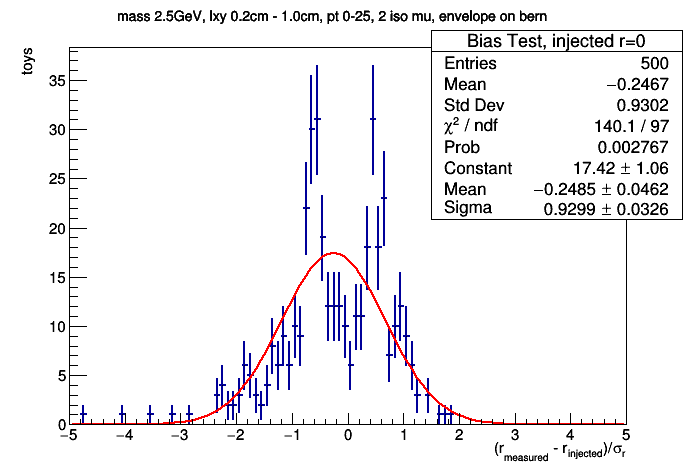 mass 2.5GeV, lxy 0.2cm - 1.0cm, pt 0-25, 2 iso mu, envelope on bern
Bias Test, injected r=0
Entries 500
Mean −0.2467
Std Dev 0.9302
χ² / ndf 140.1 / 97
Prob 0.002767
Constant 17.42 ± 1.06
Mean −0.2485 ± 0.0462
Sigma 0.9299 ± 0.0326
toys
35
30
25
20
15
10
5
0
−5 −4 −3 −2 −1 0 1 2 3 4 5
(r_measured - r_injected)/σ_r